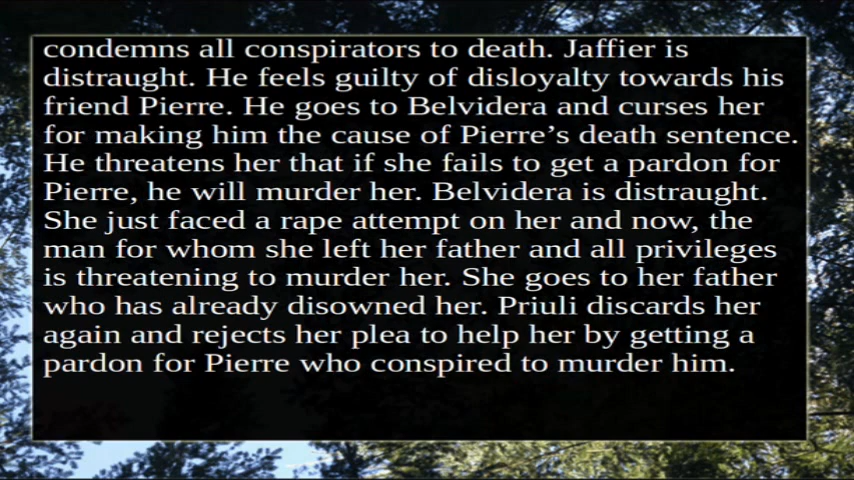 condemns all conspirators to death. Jaffier is
distraught. He feels guilty of disloyalty towards his
friend Pierre. He goes to Belvidera and curses her
for making him the cause of Pierre’s death sentence.
He threatens her that if she fails to get a pardon for
Pierre, he will murder her. Belvidera is distraught.
She just faced a rape attempt on her and now, the
man for whom she left her father and all privileges
is threatening to murder her. She goes to her father
who has already disowned her. Priuli discards her
again and rejects her plea to help her by getting a
pardon for Pierre who conspired to murder him.